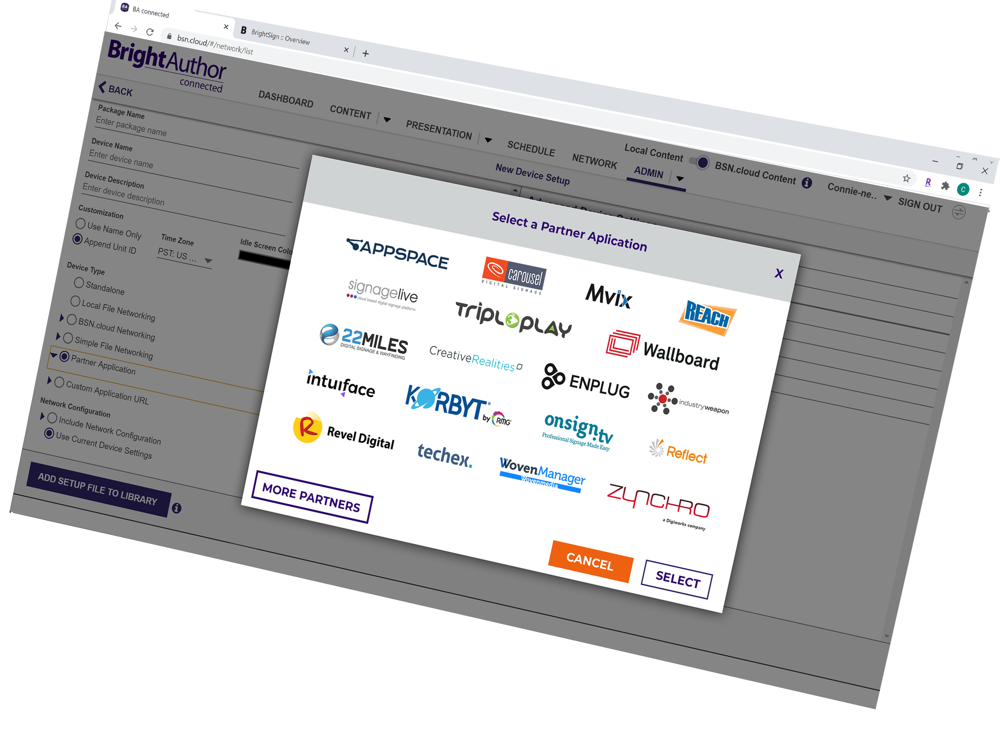 BA connected
BrightSign :: Overview
bsn.cloud/#/network/list
BrightAuthor
connected
BACK
DASHBOARD
CONTENT
PRESENTATION
SCHEDULE
NETWORK
ADMIN
Local Content
BSN.cloud Content
Connie-ne..
SIGN OUT
C
R
New Device Setup
Package Name
Enter package name
Device Name
Enter device name
Device Description
Enter device description
Customization
Use Name Only
Append Unit ID
Time Zone
PST: US ...
Idle Screen Colo
Device Type
Standalone
Local File Networking
BSN.cloud Networking
Simple File Networking
Partner Application
Custom Application URL
Network Configuration
Include Network Configuration
Use Current Device Settings
ADD SETUP FILE TO LIBRARY
Advanced Device Settings
Select a Partner Aplication
X
APPSPACE
carousel
DIGITAL SIGNAGE
Mvix
REACH
signagelive
cloud based digital signage platform
TRIPLEPLAY
Wallboard
22MILES
DIGITAL SIGNAGE & WAYFINDING
CreativeRealities
ENPLUG
industryweapon
intuiface
KORBYT®
by RMG
onsign.tv
Professional Signage Made Easy
Reflect
R Revel Digital
techex.
WovenManager
Wovenmedia
ZYNCHRO
a Digiworks company
MORE PARTNERS
CANCEL
SELECT